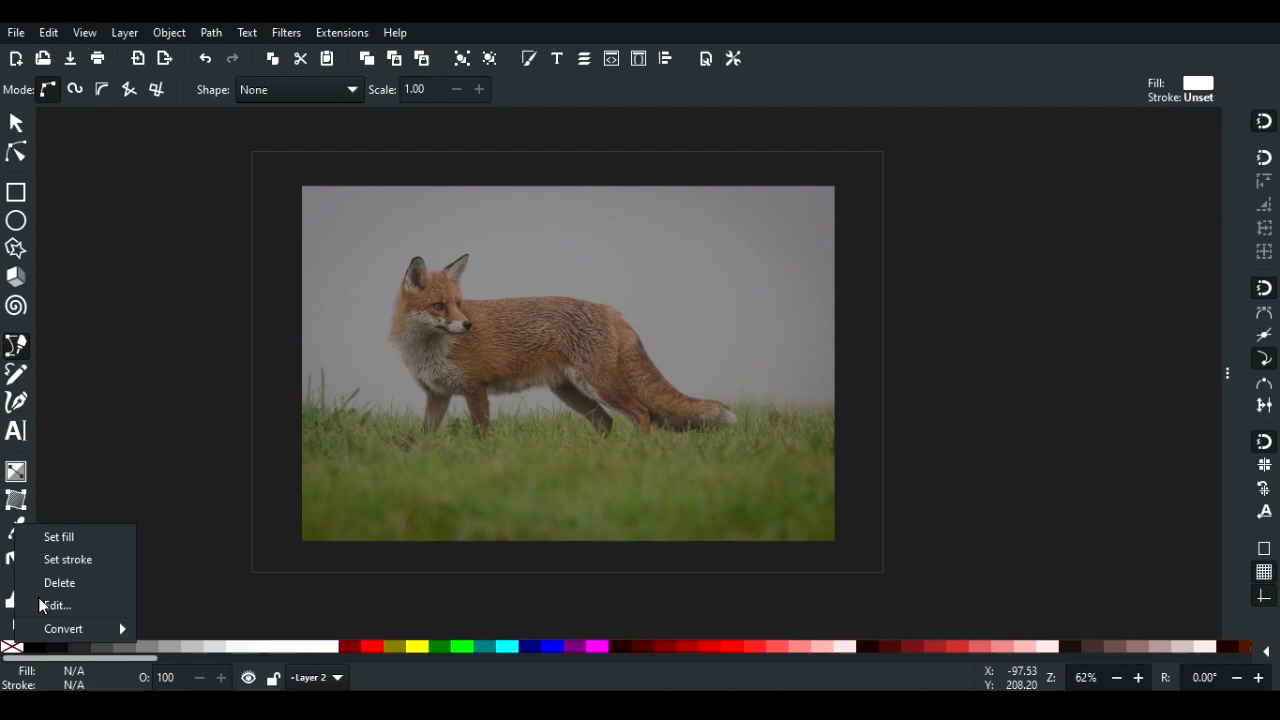 File Edit View Layer Object Path Text Filters Extensions Help
Mode: Shape: None Scale: 1.00
Fill:
Stroke: Unset
Set fill
Set stroke
Delete
Edit...
Convert
Fill: N/A
Stroke: N/A
O: 100
Layer 2
X: -97.53
Y: 208.20
Z: 62%
R: 0.00°